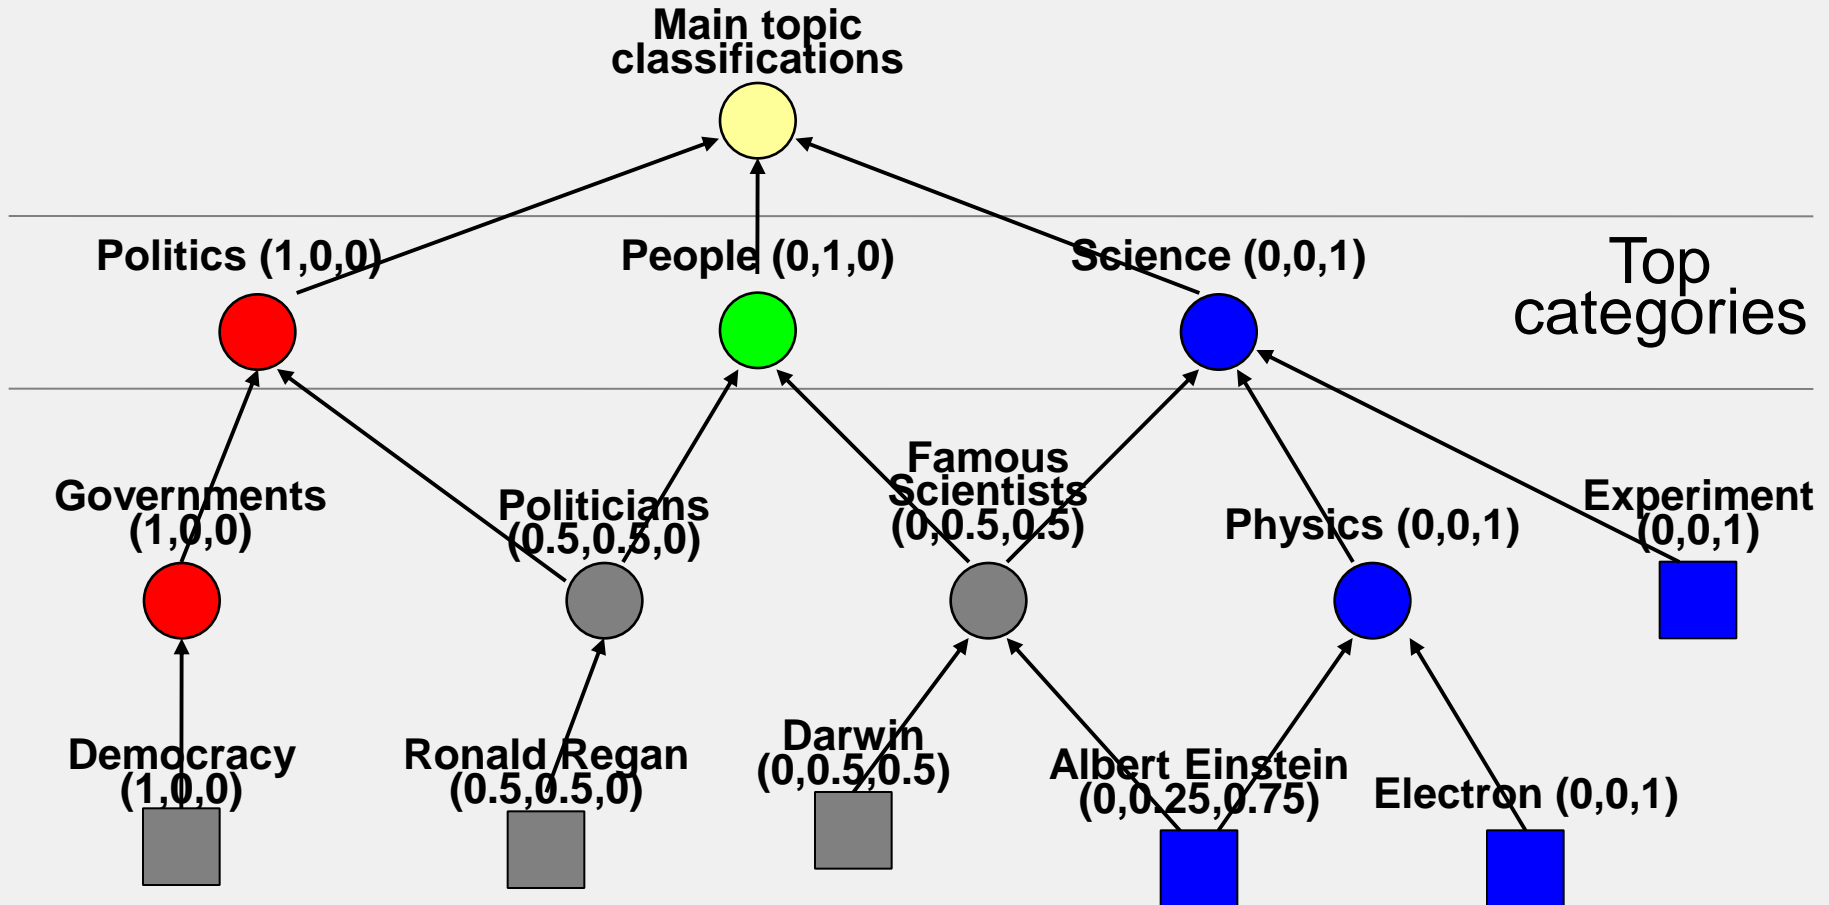 Main topic
classifications
Politics (1,0,0)
People (0,1,0)
Science (0,0,1)
Top
categories
Governments
(1,0,0)
Politicians
(0.5,0.5,0)
Famous
Scientists
(0,0.5,0.5)
Physics (0,0,1)
Experiment
(0,0,1)
Democracy
(1,0,0)
Ronald Regan
(0.5,0.5,0)
Darwin
(0,0.5,0.5)
Albert Einstein
(0,0.25,0.75)
Electron (0,0,1)